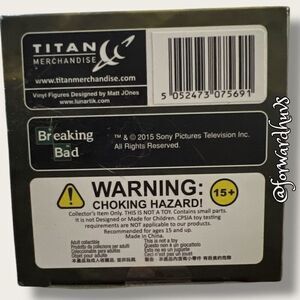 TITAN
MERCHANDISE
www.titanmerchandise.com
Vinyl Figures Designed by Matt JOnes
www.lunartik.com
5 052473 075691
Breaking
Bad
™ & © 2015 Sony Pictures Television Inc.
All Rights Reserved.
WARNING:
CHOKING HAZARD!
15+
Collector's Item Only. THIS IS NOT A TOY. Contains small parts.
It is not Designed or Made for Children. CPSIA toy testing
requirements are NOT applicable to our products.
Recommended for ages 15 and up.
Made in China.
Adult collectible
This is not a toy
@forwardhuv8